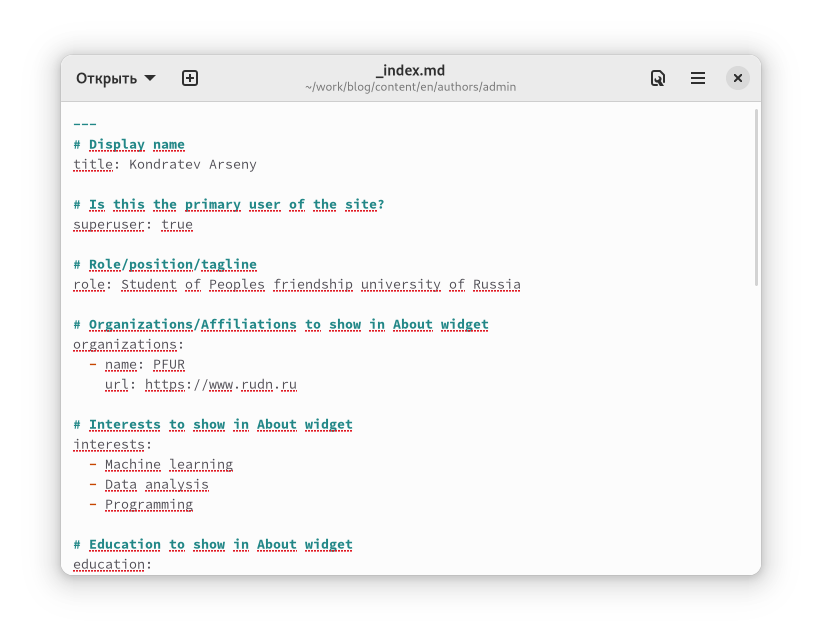 Открыть
_index.md
~/work/blog/content/en/authors/admin
---
# Display name
title: Kondratev Arseny
# Is this the primary user of the site?
superuser: true
# Role/position/tagline
role: Student of Peoples friendship university of Russia
# Organizations/Affiliations to show in About widget
organizations:
  - name: PFUR
    url: https://www.rudn.ru
# Interests to show in About widget
interests:
  - Machine learning
  - Data analysis
  - Programming
# Education to show in About widget
education: